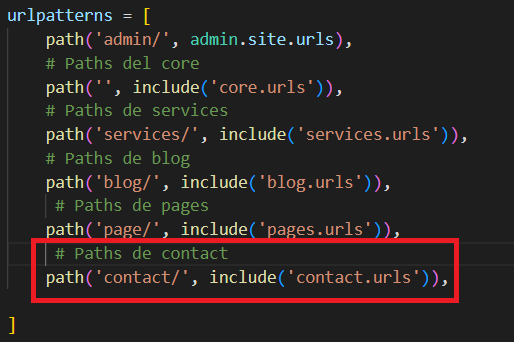 urlpatterns = [
path('admin/', admin.site.urls),
# Paths del core
path('', include('core.urls')),
# Paths de services
path('services/', include('services.urls')),
# Paths de blog
path('blog/', include('blog.urls')),
# Paths de pages
path('page/', include('pages.urls')),
# Paths de contact
path('contact/', include('contact.urls')),
]